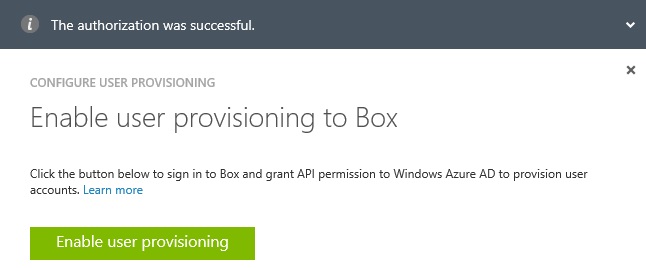 The authorization was successful.
CONFIGURE USER PROVISIONING
Enable user provisioning to Box
Click the button below to sign in to Box and grant API permission to Windows Azure AD to provision user
accounts. Learn more
Enable user provisioning